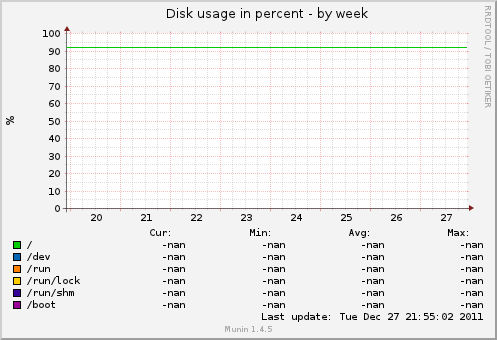 Disk usage in percent - by week
RRDTOOL / TOBI OETIKER
100
90
80
70
60
50
40
30
20
10
0
%
20 21 22 23 24 25 26 27
Cur: Min: Avg: Max:
/ -nan -nan -nan -nan
/dev -nan -nan -nan -nan
/run -nan -nan -nan -nan
/run/lock -nan -nan -nan -nan
/run/shm -nan -nan -nan -nan
/boot -nan -nan -nan -nan
Last update: Tue Dec 27 21:55:02 2011
Munin 1.4.5